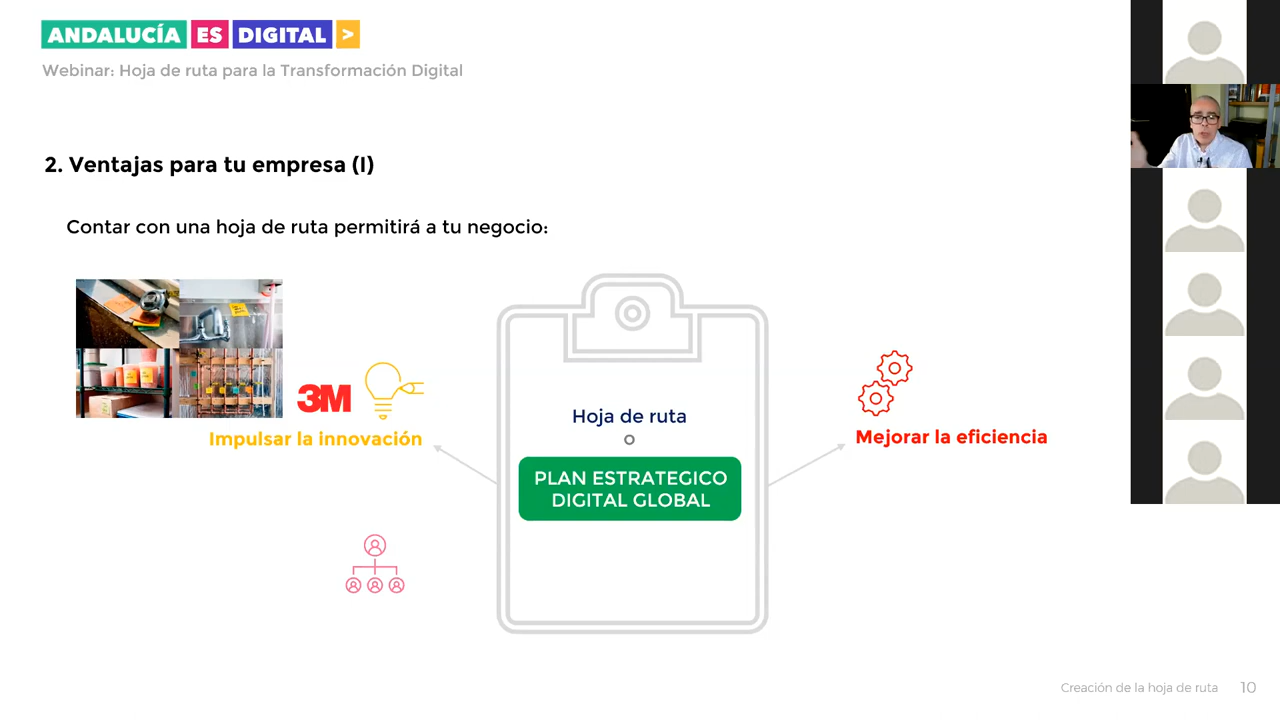 ANDALUCÍA ES DIGITAL >
Webinar: Hoja de ruta para la Transformación Digital
2. Ventajas para tu empresa (I)
Contar con una hoja de ruta permitirá a tu negocio:
3M
Impulsar la innovación
Hoja de ruta
o
PLAN ESTRATEGICO
DIGITAL GLOBAL
Mejorar la eficiencia
Creación de la hoja de ruta 10